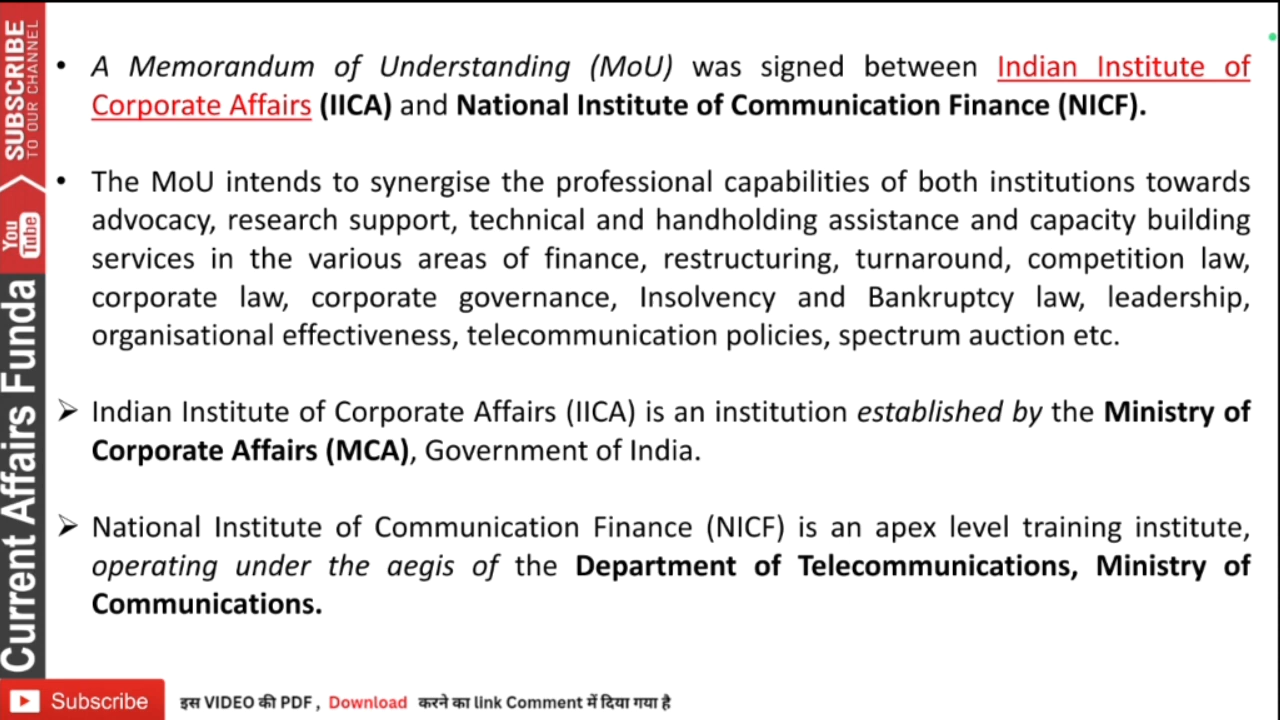 SUBSCRIBE
TO OUR CHANNEL
You
Tube
Current Affairs Funda
• A Memorandum of Understanding (MoU) was signed between Indian Institute of
Corporate Affairs (IICA) and National Institute of Communication Finance (NICF).
• The MoU intends to synergise the professional capabilities of both institutions towards
advocacy, research support, technical and handholding assistance and capacity building
services in the various areas of finance, restructuring, turnaround, competition law,
corporate law, corporate governance, Insolvency and Bankruptcy law, leadership,
organisational effectiveness, telecommunication policies, spectrum auction etc.
➢ Indian Institute of Corporate Affairs (IICA) is an institution established by the Ministry of
Corporate Affairs (MCA), Government of India.
➢ National Institute of Communication Finance (NICF) is an apex level training institute,
operating under the aegis of the Department of Telecommunications, Ministry of
Communications.
Subscribe इस VIDEO की PDF , Download करने का link Comment में दिया गया है